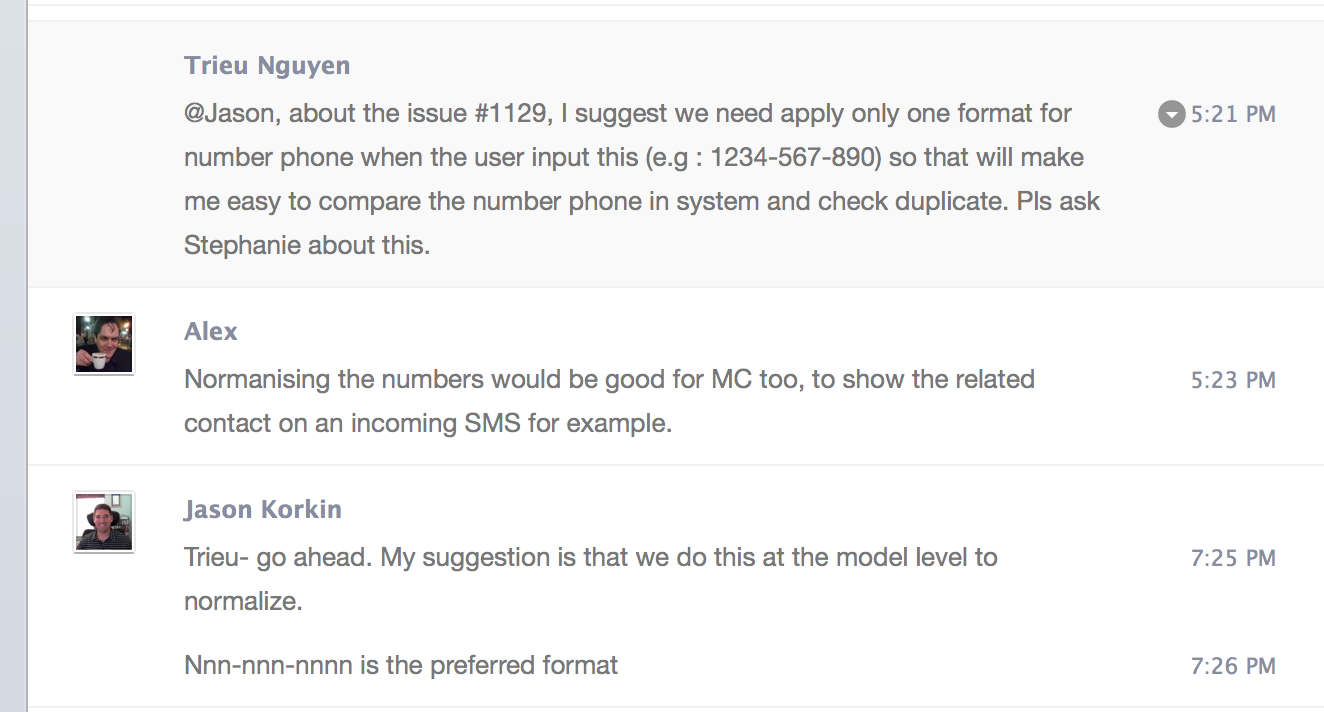 Trieu Nguyen
@Jason, about the issue #1129, I suggest we need apply only one format for
5:21 PM
number phone when the user input this (e.g : 1234-567-890) so that will make
me easy to compare the number phone in system and check duplicate. Pls ask
Stephanie about this.
Alex
Normanising the numbers would be good for MC too, to show the related
5:23 PM
contact on an incoming SMS for example.
Jason Korkin
Trieu- go ahead. My suggestion is that we do this at the model level to
7:25 PM
normalize.
Nnn-nnn-nnnn is the preferred format
7:26 PM